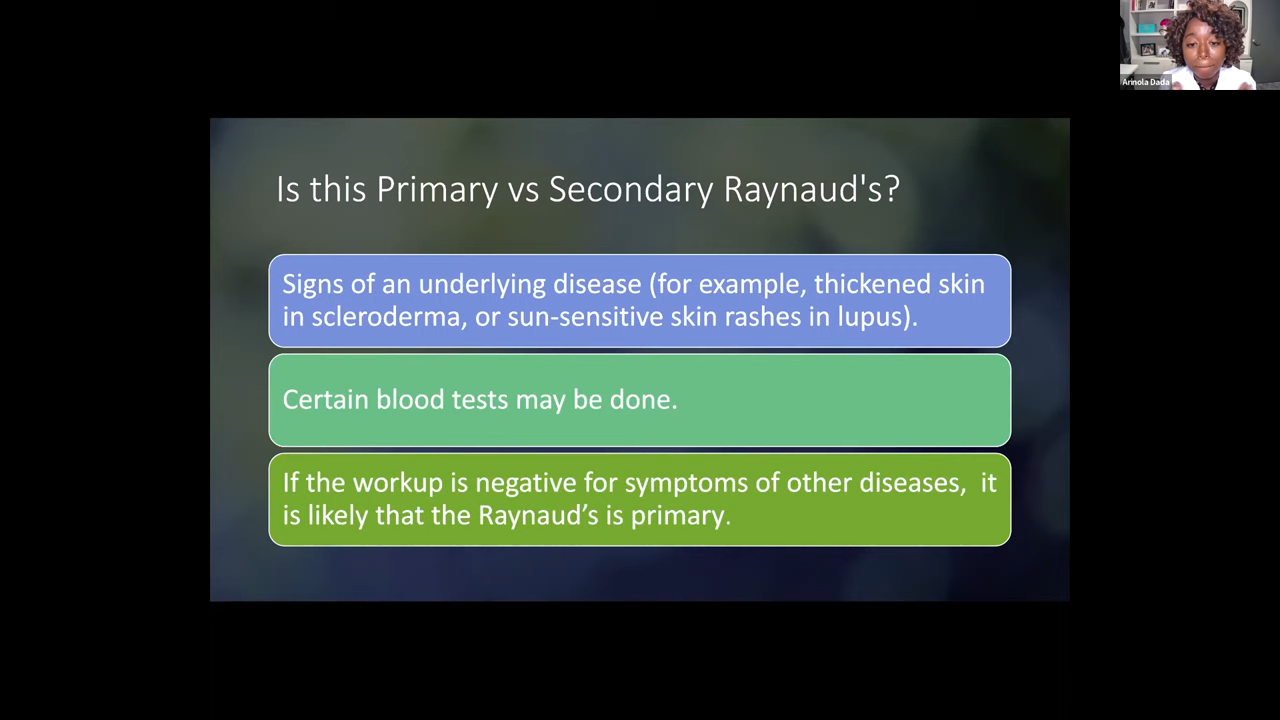 Arinola Dada
Is this Primary vs Secondary Raynaud's?
Signs of an underlying disease (for example, thickened skin
in scleroderma, or sun-sensitive skin rashes in lupus).
Certain blood tests may be done.
If the workup is negative for symptoms of other diseases,  it
is likely that the Raynaud’s is primary.